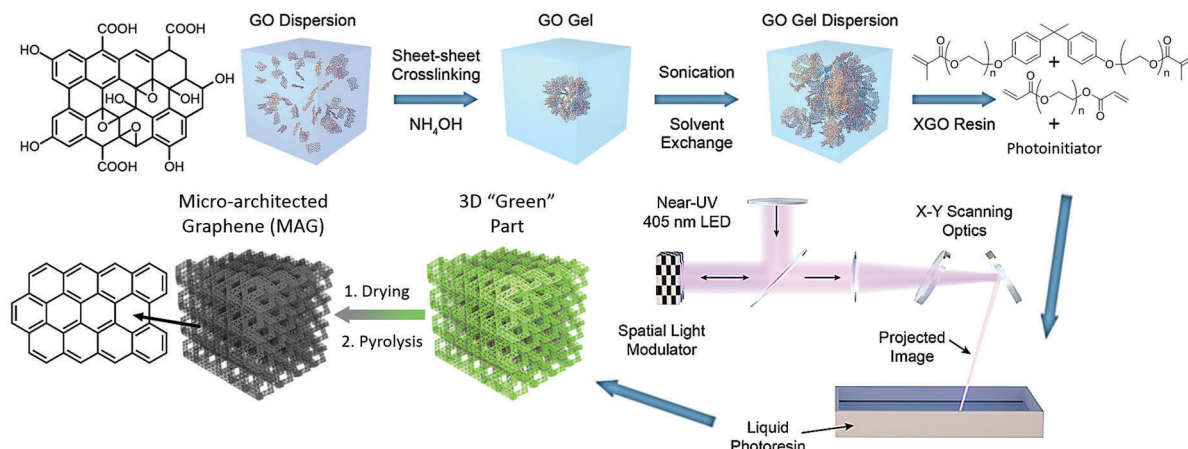 COOH
COOH
HO
OH
HO
O
OH
O
O
HO
COOH
OH
COOH
GO Dispersion
Sheet-sheet
Crosslinking
NH₄OH
GO Gel
Sonication
Solvent
Exchange
GO Gel Dispersion
XGO Resin
O
O
O
n
O
+
O
O
n
O
O
O
O
n
O
O
+
Photoinitiator
Micro-architected
Graphene (MAG)
3D “Green”
Part
1. Drying
2. Pyrolysis
Near-UV
405 nm LED
X-Y Scanning
Optics
Spatial Light
Modulator
Projected
Image
Liquid
Photoresin